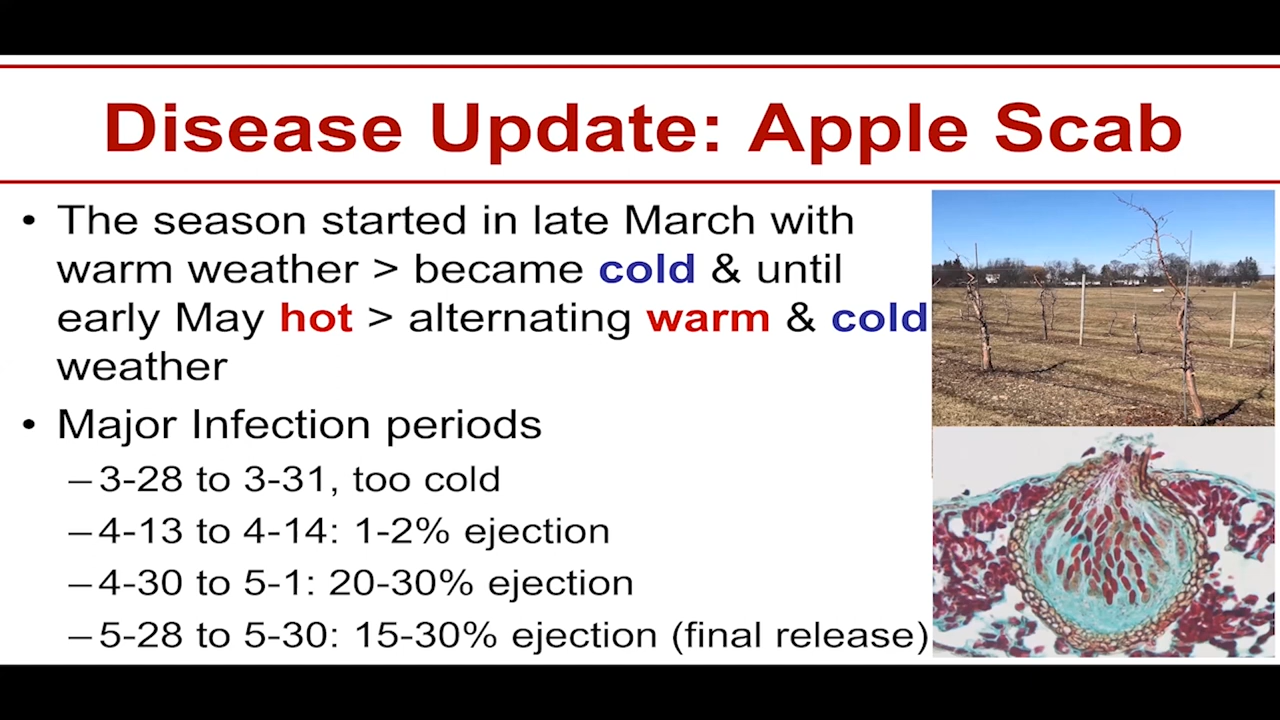 Disease Update: Apple Scab
• The season started in late March with
warm weather > became cold & until
early May hot > alternating warm & cold
weather
• Major Infection periods
–3-28 to 3-31, too cold
–4-13 to 4-14: 1-2% ejection
–4-30 to 5-1: 20-30% ejection
–5-28 to 5-30: 15-30% ejection (final release)